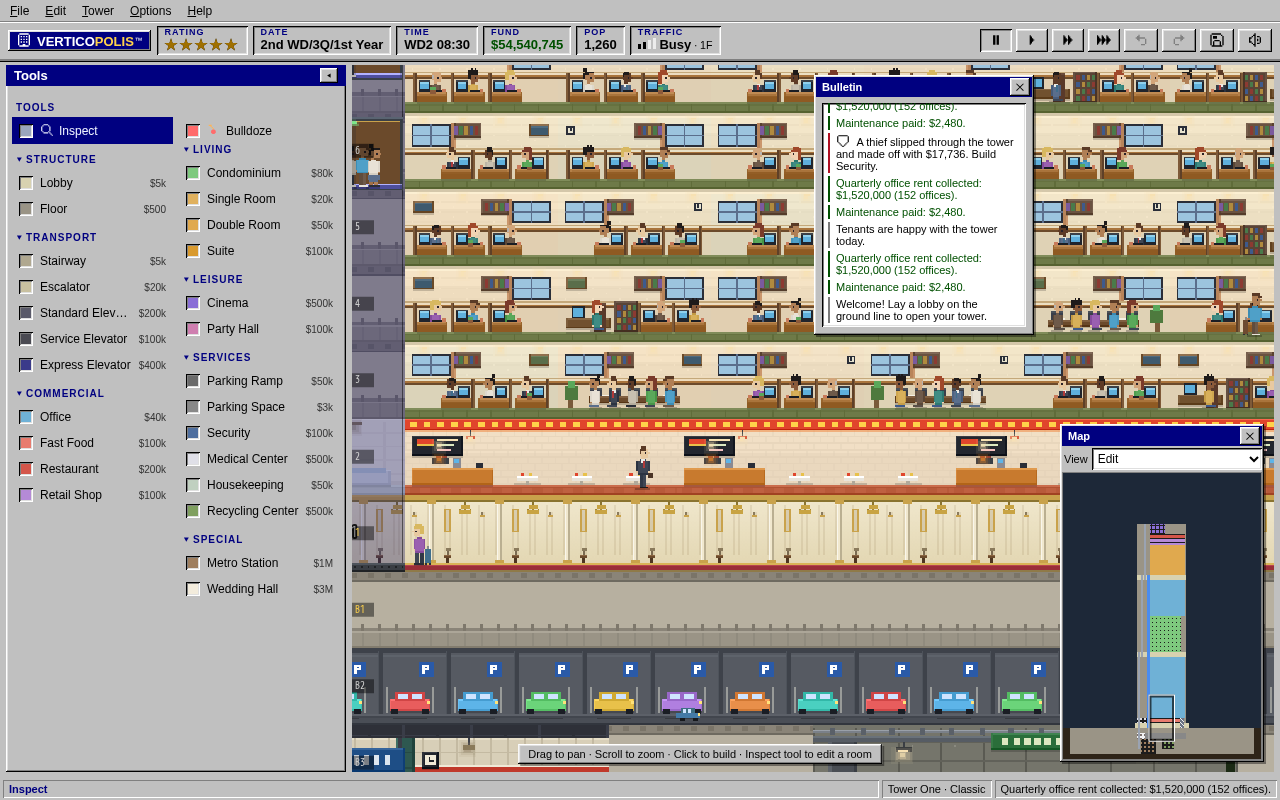 File Edit Tower Options Help
VERTICOPOLIS™
RATING
DATE
2nd WD/3Q/1st Year
TIME
WD2 08:30
FUND
$54,540,745
POP
1,260
TRAFFIC
Busy · 1F
Tools
TOOLS
Inspect
Bulldoze
STRUCTURE
Lobby $5k
Floor $500
TRANSPORT
Stairway $5k
Escalator $20k
Standard Elev… $200k
Service Elevator $100k
Express Elevator $400k
COMMERCIAL
Office $40k
Fast Food $100k
Restaurant $200k
Retail Shop $100k
LIVING
Condominium $80k
Single Room $20k
Double Room $50k
Suite $100k
LEISURE
Cinema $500k
Party Hall $100k
SERVICES
Parking Ramp $50k
Parking Space $3k
Security $100k
Medical Center $500k
Housekeeping $50k
Recycling Center $500k
SPECIAL
Metro Station $1M
Wedding Hall $3M
6
5
4
3
2
1
B1
B2
B3
P P P P P P P P P P
Bulletin
$1,520,000 (152 offices).
Maintenance paid: $2,480.
A thief slipped through the tower
and made off with $17,736. Build
Security.
Quarterly office rent collected:
$1,520,000 (152 offices).
Maintenance paid: $2,480.
Tenants are happy with the tower
today.
Quarterly office rent collected:
$1,520,000 (152 offices).
Maintenance paid: $2,480.
Welcome! Lay a lobby on the
ground line to open your tower.
Map
View Edit
Drag to pan · Scroll to zoom · Click to build · Inspect tool to edit a room
Inspect
Tower One · Classic
Quarterly office rent collected: $1,520,000 (152 offices).